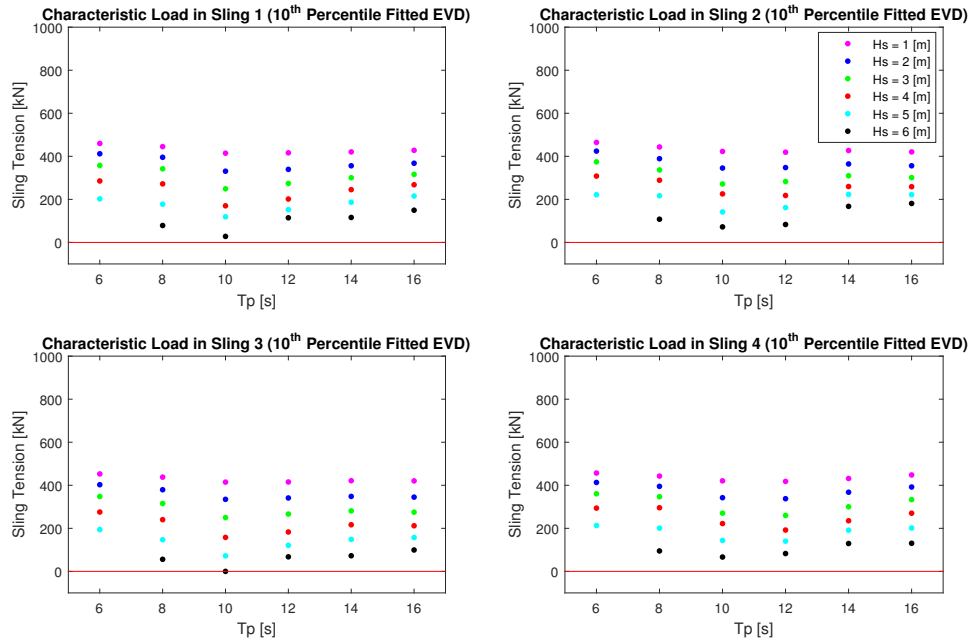 Characteristic Load in Sling 1 (10th Percentile Fitted EVD)
1000
800
600
400
200
0
Sling Tension [kN]
6 8 10 12 14 16
Tp [s]
Characteristic Load in Sling 2 (10th Percentile Fitted EVD)
1000
800
600
400
200
0
Sling Tension [kN]
Hs = 1 [m]
Hs = 2 [m]
Hs = 3 [m]
Hs = 4 [m]
Hs = 5 [m]
Hs = 6 [m]
6 8 10 12 14 16
Tp [s]
Characteristic Load in Sling 3 (10th Percentile Fitted EVD)
1000
800
600
400
200
0
Sling Tension [kN]
6 8 10 12 14 16
Tp [s]
Characteristic Load in Sling 4 (10th Percentile Fitted EVD)
1000
800
600
400
200
0
Sling Tension [kN]
6 8 10 12 14 16
Tp [s]